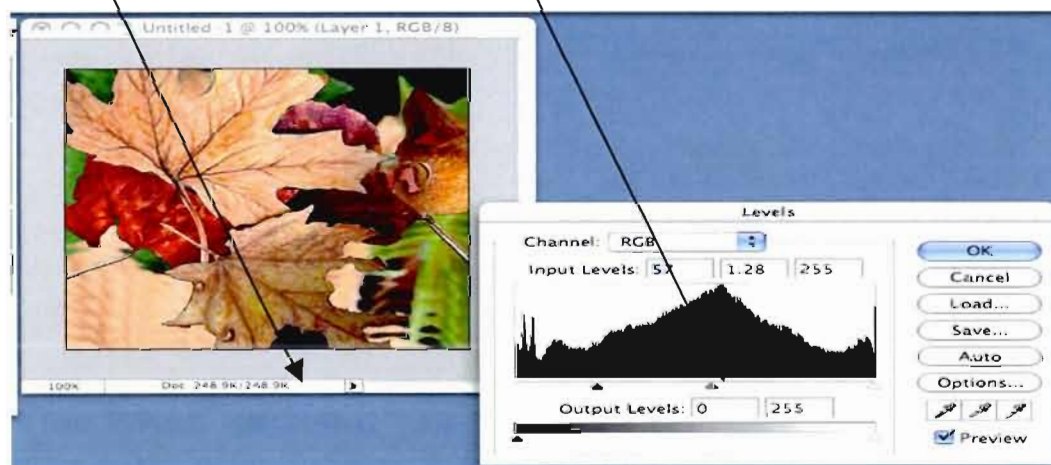 Untitled-1 @ 100% (Layer 1, RGB/8)
100%
Doc: 248.9K/248.9K
Levels
Channel: RGB
Input Levels: 57 1.28 255
Output Levels: 0 255
OK
Cancel
Load...
Save...
Auto
Options...
Preview